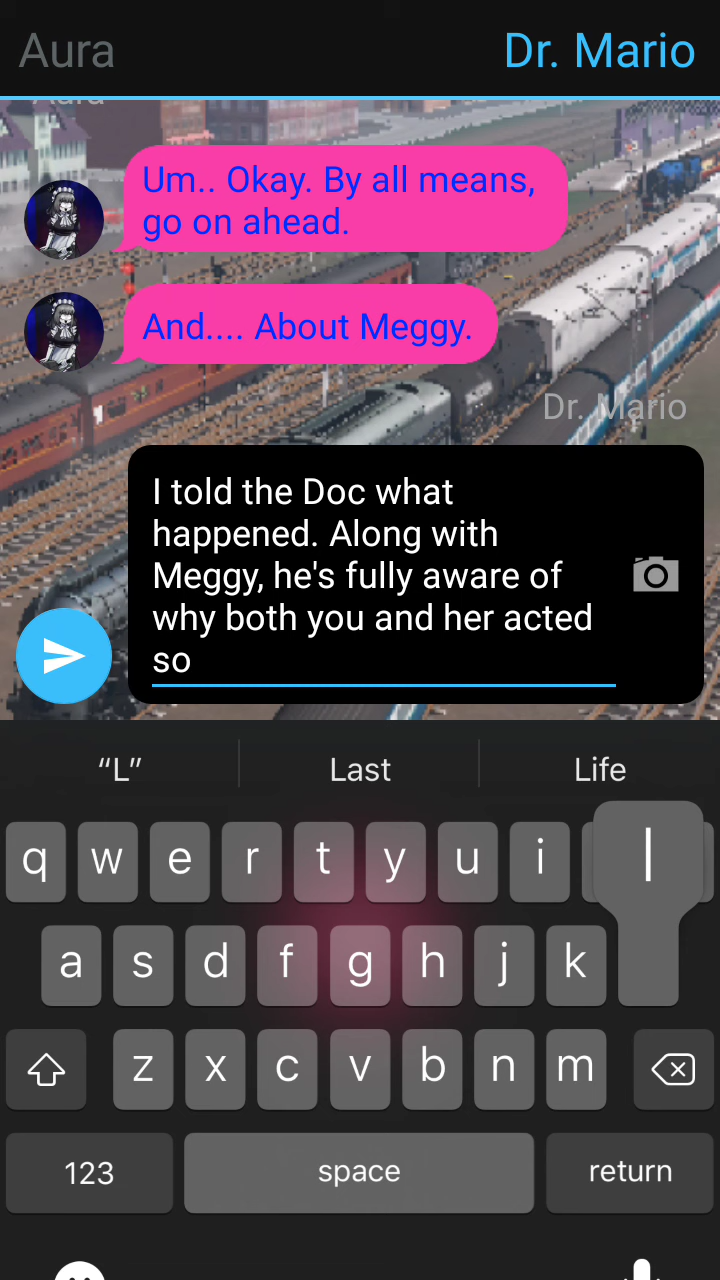 Aura Dr. Mario
Aura
Um.. Okay. By all means,
go on ahead.
And.... About Meggy.
Dr. Mario
I told the Doc what
happened. Along with
Meggy, he's fully aware of
why both you and her acted
so
“L” Last Life
q w e r t y u i l
a s d f g h j k
z x c v b n m
123 space return